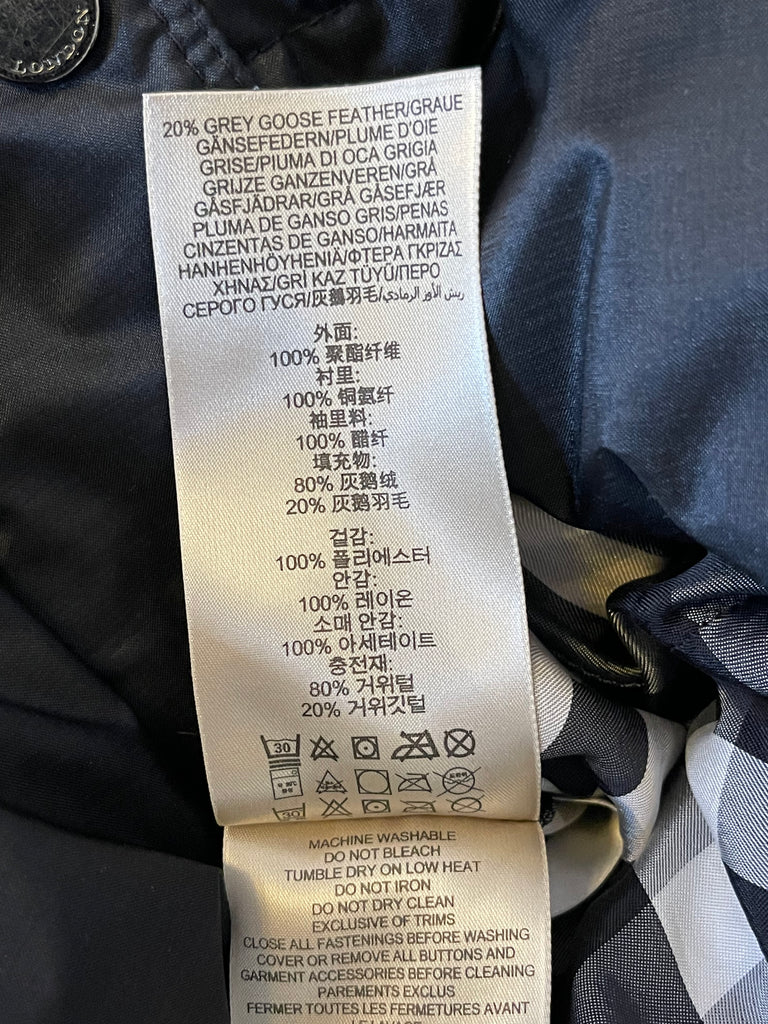 LONDON
20% GREY GOOSE FEATHER/GRAUE
GÄNSEFEDERN/PLUME D'OIE
GRISE/PIUMA DI OCA GRIGIA
GRIJZE GANZENVEREN/GRÅ
GÅSFJÄDRAR/GRÅ GÅSEFJÆR
PLUMA DE GANSO GRIS/PENAS
CINZENTAS DE GANSO/HARMAITA
HANHENHÖYHENIÄ/ΦΤΕΡΑ ΓΚΡΙΖΑΣ
ΧΗΝΑΣ/GRİ KAZ TÜYÜ/ПЕРО
СЕРОГО ГУСЯ/灰鵝羽毛/ريش الأوز الرمادي
外面:
100% 聚酯纤维
衬里:
100% 铜氨纤
袖里料:
100% 醋纤
填充物:
80% 灰鹅绒
20% 灰鹅羽毛
겉감:
100% 폴리에스터
안감:
100% 레이온
소매 안감:
100% 아세테이트
충전재:
80% 거위털
20% 거위깃털
30
30
MACHINE WASHABLE
DO NOT BLEACH
TUMBLE DRY ON LOW HEAT
DO NOT IRON
DO NOT DRY CLEAN
EXCLUSIVE OF TRIMS
CLOSE ALL FASTENINGS BEFORE WASHING
COVER OR REMOVE ALL BUTTONS AND
GARMENT ACCESSORIES BEFORE CLEANING
PAREMENTS EXCLUS
FERMER TOUTES LES FERMETURES AVANT
LE LAVAGE